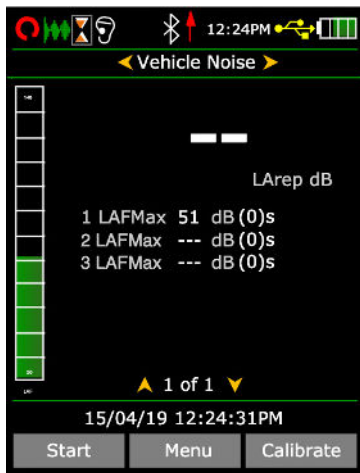 12:24PM
Vehicle Noise
140
--
LArep dB
1 LAFMax 51 dB (0)s
2 LAFMax --- dB (0)s
3 LAFMax --- dB (0)s
1 of 1
15/04/19 12:24:31PM
Start Menu Calibrate